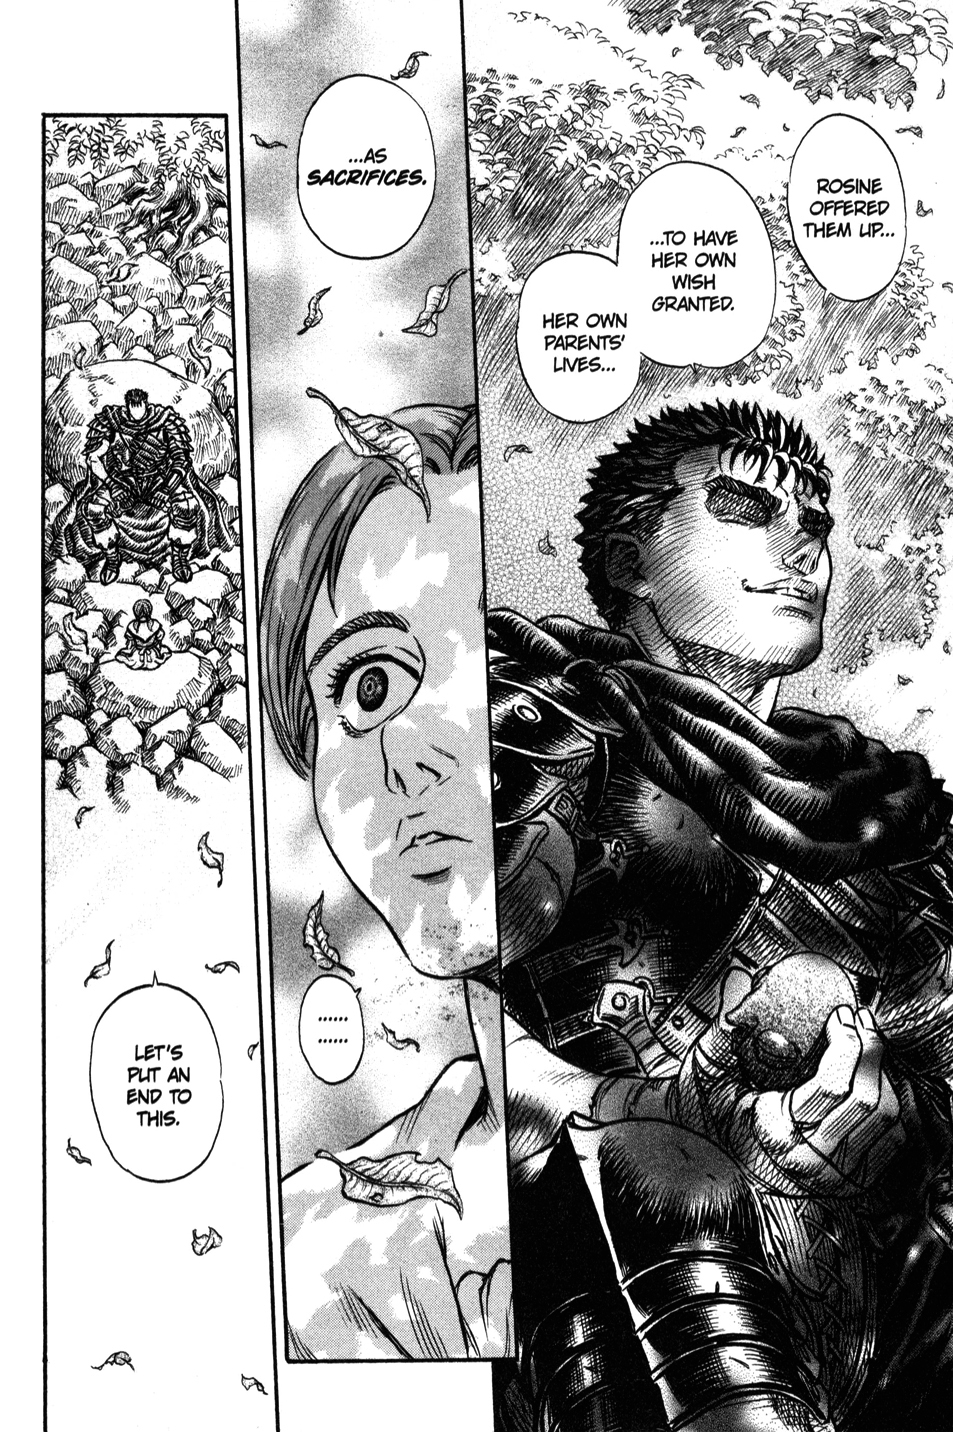 ROSINE
OFFERED
THEM UP...
...TO HAVE
HER OWN
WISH
GRANTED.
HER OWN
PARENTS'
LIVES...
...AS
SACRIFICES.
......
......
LET'S
PUT AN
END TO
THIS.